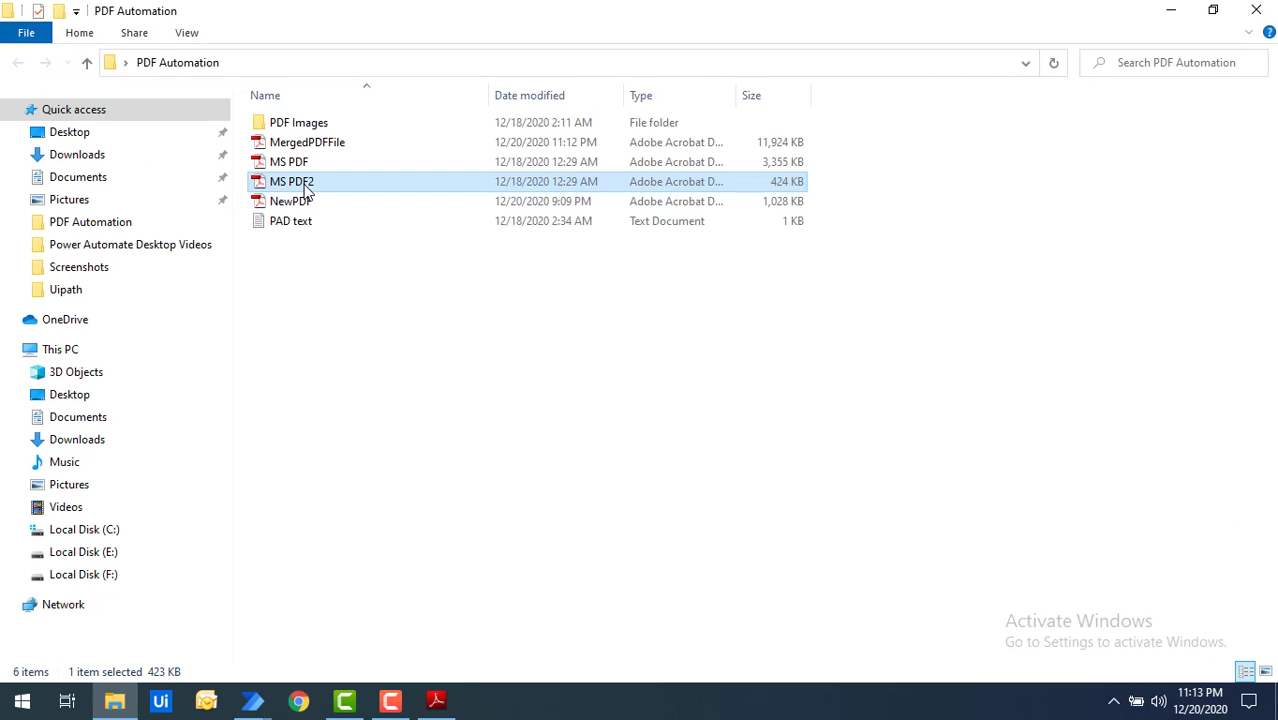 PDF Automation
File Home Share View
PDF Automation
Search PDF Automation
Name Date modified Type Size
Quick access
Desktop
Downloads
Documents
Pictures
PDF Automation
Power Automate Desktop Videos
Screenshots
Uipath
OneDrive
This PC
3D Objects
Desktop
Documents
Downloads
Music
Pictures
Videos
Local Disk (C:)
Local Disk (E:)
Local Disk (F:)
Network
PDF Images 12/18/2020 2:11 AM File folder
MergedPDFFile 12/20/2020 11:12 PM Adobe Acrobat D... 11,924 KB
MS PDF 12/18/2020 12:29 AM Adobe Acrobat D... 3,355 KB
MS PDF2 12/18/2020 12:29 AM Adobe Acrobat D... 424 KB
NewPDF 12/20/2020 9:09 PM Adobe Acrobat D... 1,028 KB
PAD text 12/18/2020 2:34 AM Text Document 1 KB
Activate Windows
Go to Settings to activate Windows.
6 items 1 item selected 423 KB
Ui
11:13 PM
12/20/2020